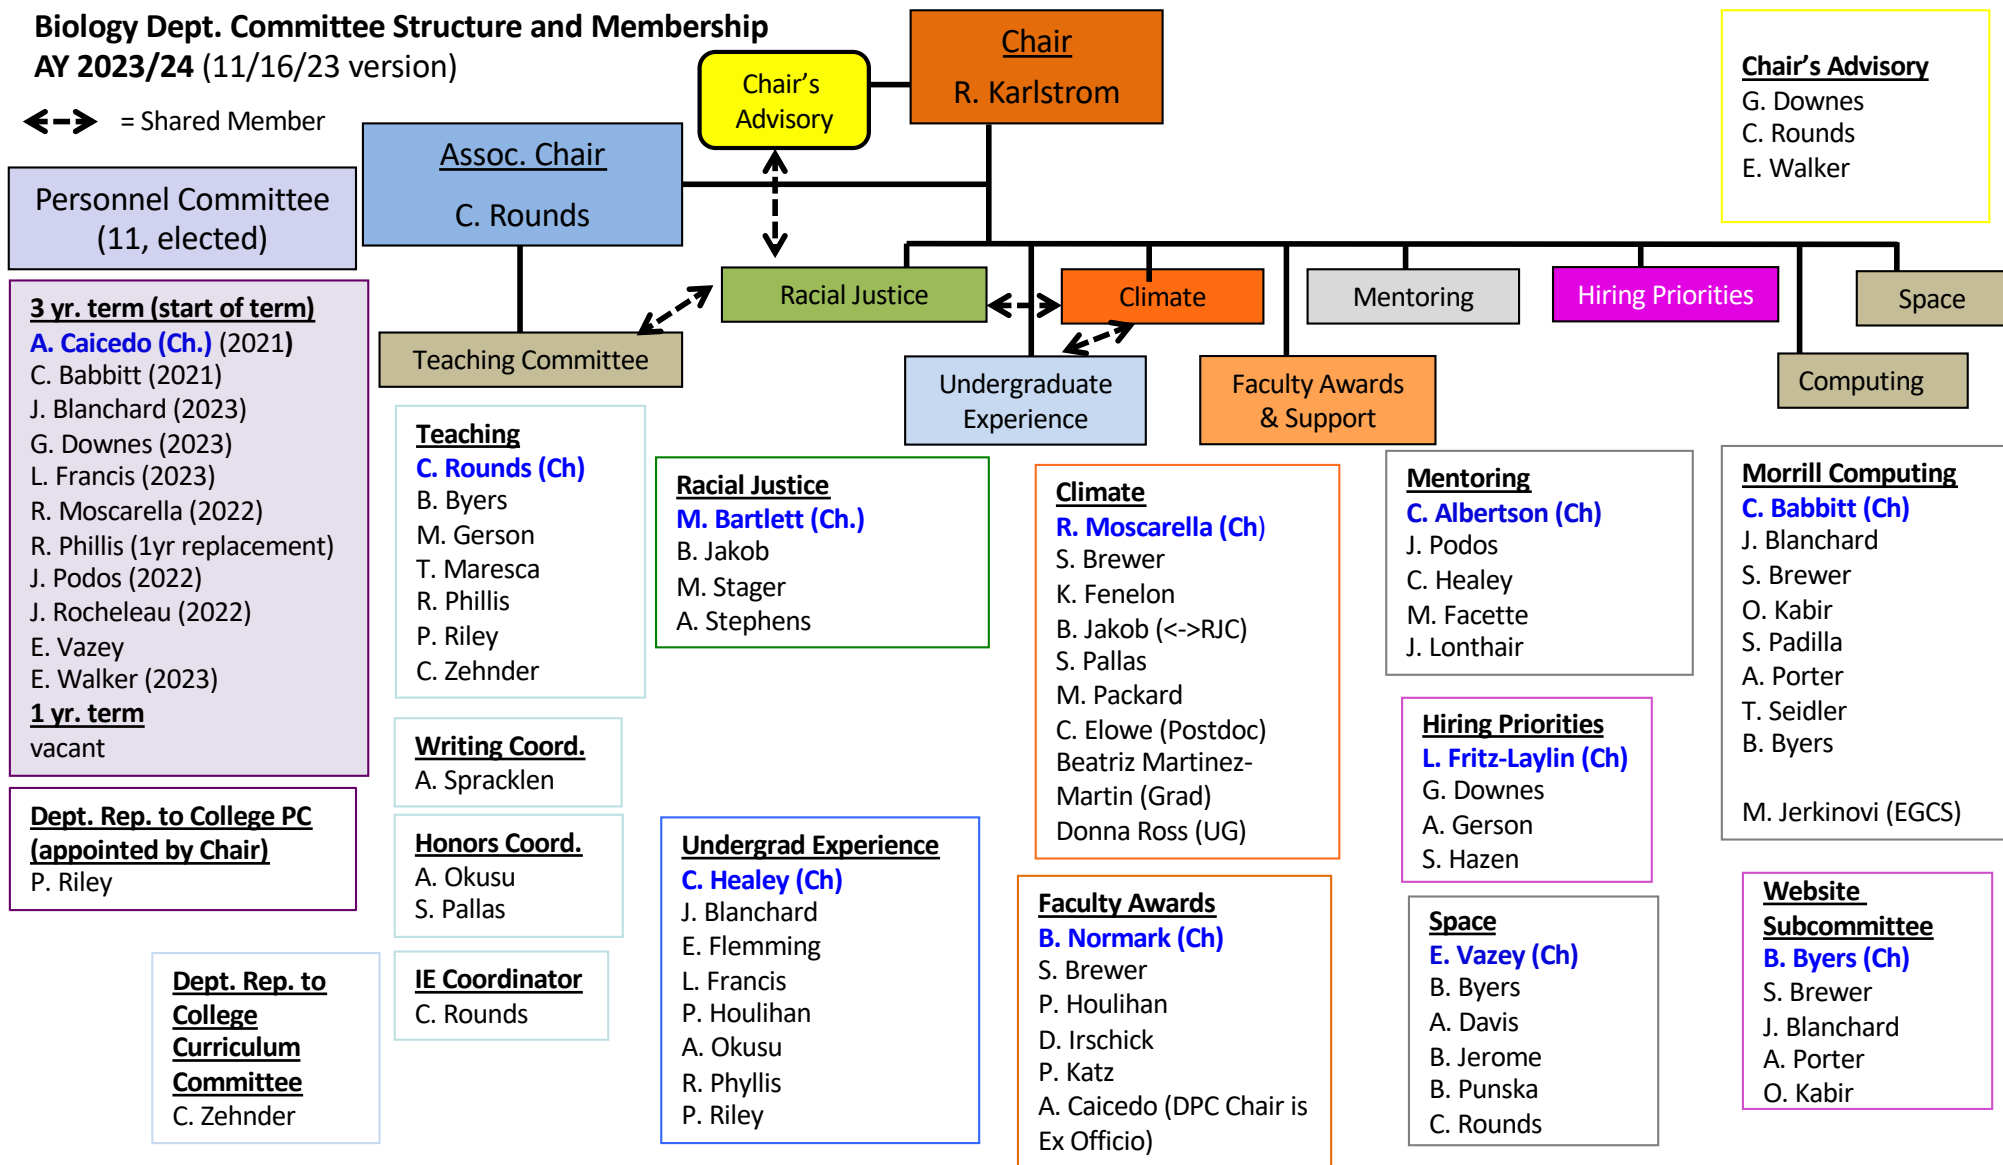 Biology Dept. Committee Structure and Membership
AY 2023/24 (11/16/23 version)
= Shared Member
Chair
R. Karlstrom
Chair's
Advisory
Assoc. Chair
C. Rounds
Chair's Advisory
G. Downes
C. Rounds
E. Walker
Personnel Committee
(11, elected)
Racial Justice
Climate
Mentoring
Hiring Priorities
Space
Teaching Committee
Undergraduate
Experience
Faculty Awards
& Support
Computing
3 yr. term (start of term)
A. Caicedo (Ch.) (2021)
C. Babbitt (2021)
J. Blanchard (2023)
G. Downes (2023)
L. Francis (2023)
R. Moscarella (2022)
R. Phillis (1yr replacement)
J. Podos (2022)
J. Rocheleau (2022)
E. Vazey
E. Walker (2023)
1 yr. term
vacant
Dept. Rep. to College PC
(appointed by Chair)
P. Riley
Dept. Rep. to
College
Curriculum
Committee
C. Zehnder
Teaching
C. Rounds (Ch)
B. Byers
M. Gerson
T. Maresca
R. Phillis
P. Riley
C. Zehnder
Writing Coord.
A. Spracklen
Honors Coord.
A. Okusu
S. Pallas
IE Coordinator
C. Rounds
Racial Justice
M. Bartlett (Ch.)
B. Jakob
M. Stager
A. Stephens
Undergrad Experience
C. Healey (Ch)
J. Blanchard
E. Flemming
L. Francis
P. Houlihan
A. Okusu
R. Phyllis
P. Riley
Climate
R. Moscarella (Ch)
S. Brewer
K. Fenelon
B. Jakob (<->RJC)
S. Pallas
M. Packard
C. Elowe (Postdoc)
Beatriz Martinez-
Martin (Grad)
Donna Ross (UG)
Faculty Awards
B. Normark (Ch)
S. Brewer
P. Houlihan
D. Irschick
P. Katz
A. Caicedo (DPC Chair is
Ex Officio)
Mentoring
C. Albertson (Ch)
J. Podos
C. Healey
M. Facette
J. Lonthair
Hiring Priorities
L. Fritz-Laylin (Ch)
G. Downes
A. Gerson
S. Hazen
Space
E. Vazey (Ch)
B. Byers
A. Davis
B. Jerome
B. Punska
C. Rounds
Morrill Computing
C. Babbitt (Ch)
J. Blanchard
S. Brewer
O. Kabir
S. Padilla
A. Porter
T. Seidler
B. Byers
M. Jerkinovi (EGCS)
Website
Subcommittee
B. Byers (Ch)
S. Brewer
J. Blanchard
A. Porter
O. Kabir